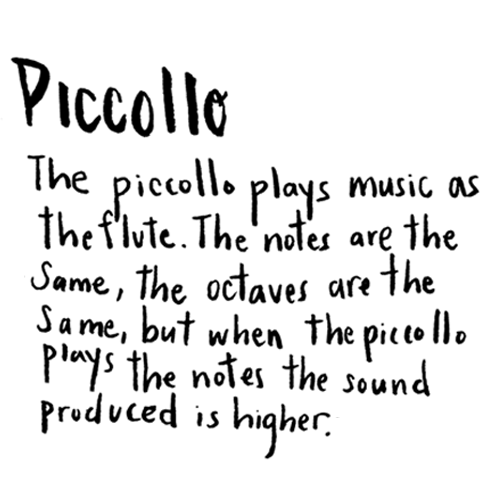 Piccollo
The piccollo plays music as
the flute. The notes are the
Same, the octaves are the
Same, but when the piccollo
plays the notes the sound
produced is higher.